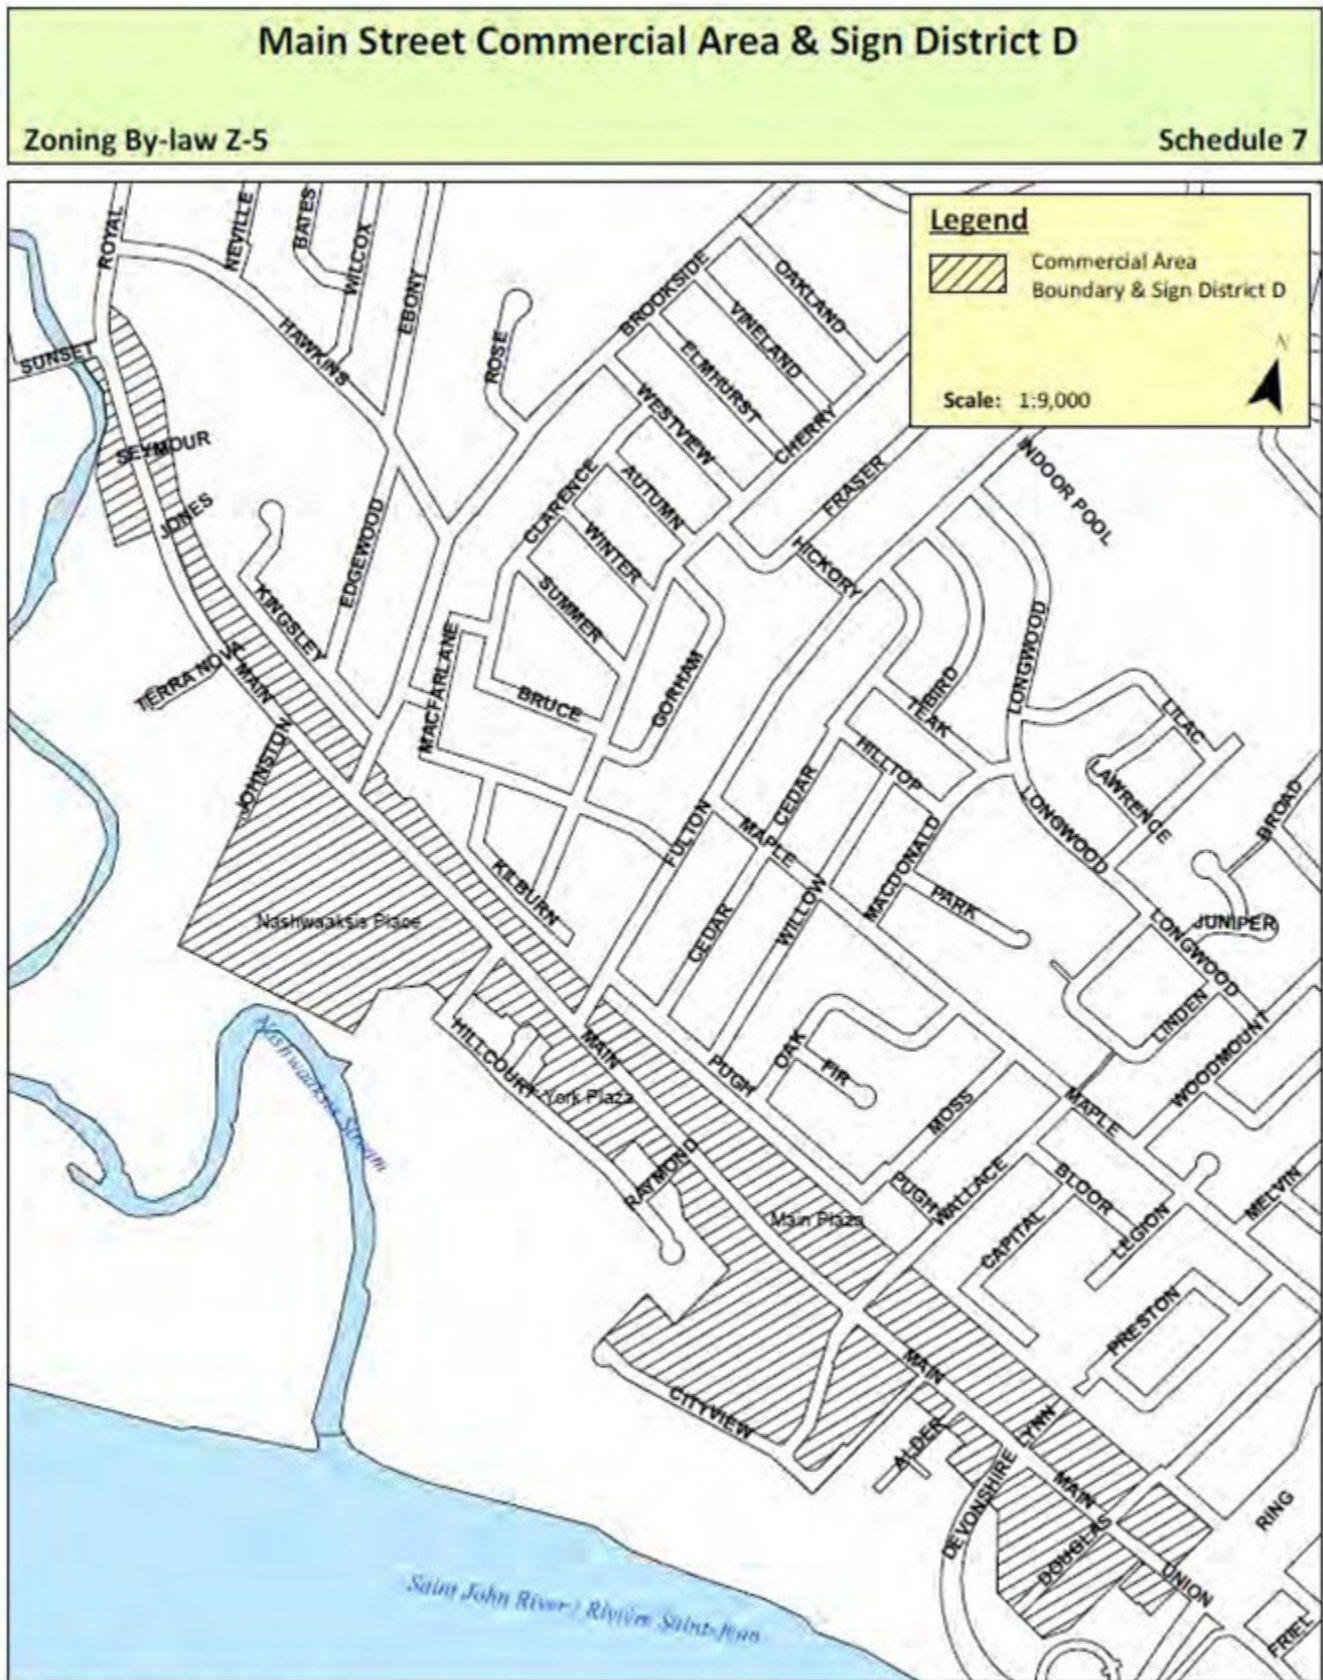 Main Street Commercial Area & Sign District D
Zoning By-law Z-5
Schedule 7
Legend
Commercial Area
Boundary & Sign District D
N
Scale: 1:9,000
ROYAL
NEVILLE
BATES
WILCOX
EBONY
HAWKINS
SUNSET
ROSE
BROOKSIDE
OAKLAND
VINELAND
ELMHURST
WESTVIEW
CHERRY
FRASER
INDOOR POOL
SEYMOUR
JONES
CLARENCE
AUTUMN
WINTER
SUMMER
HICKORY
EDGEWOOD
KINGSLEY
TERRA NOVA
MAIN
MACFARLANE
BRUCE
GORHAM
LONGWOOD
TBIRD
TEAK
LILAC
JOHNSTON
HILLTOP
CEDAR
LAWRENCE
LONGWOOD
BROAD
FULTON
MAPLE
MACDONALD
KILBURN
PARK
WILLOW
CEDAR
Nashwaaksis Place
JUNIPER
LONGWOOD
LINDEN
WOODMOUNT
Nashwaaksis Stream
HILLCOURT
MAIN
PUGH
OAK
FIR
York Plaza
MOSS
MAPLE
RAYMOND
PUGH
WALLACE
BLOOR
MELVIN
Main Plaza
CAPITAL
LEGION
PRESTON
MAIN
CITYVIEW
ALDER
LYNN
DEVONSHIRE
MAIN
DOUGLAS
RING
UNION
FRIEL
Saint John River / Rivière Saint-Jean